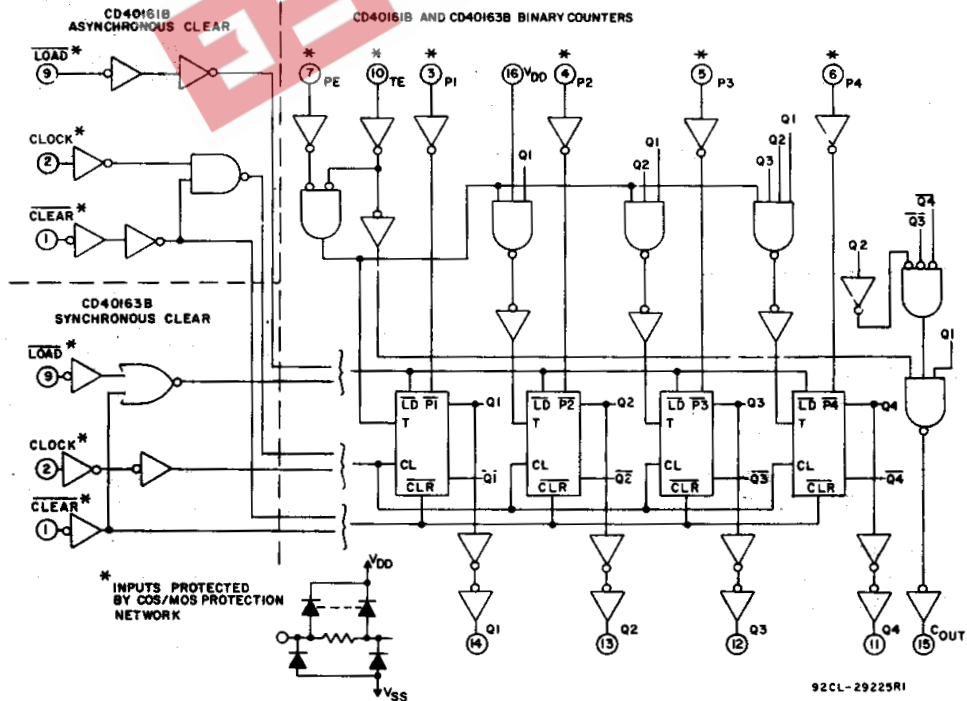 CD40161B
ASYNCHRONOUS CLEAR
CD40161B AND CD40163B BINARY COUNTERS
LOAD *
9
CLOCK *
2
CLEAR *
1
* 7 PE
* 10 TE
* 3 P1
16 VDD
* 4 P2
* 5 P3
* 6 P4
Q1
Q2
Q1
Q3
Q2
Q1
Q2
Q3
Q4
Q1
CD40163B
SYNCHRONOUS CLEAR
LOAD *
9
CLOCK *
2
CLEAR *
1
LD P1
T
CL
CLR
Q1
Q1
LD P2
T
CLR
Q2
Q2
LD P3
T
CLR
Q3
Q3
LD P4
T
CL
CLR
Q4
Q4
* INPUTS PROTECTED
BY COS/MOS PROTECTION
NETWORK
VDD
VSS
14 Q1
13 Q2
12 Q3
11 Q4
15 COUT
92CL-29225R1